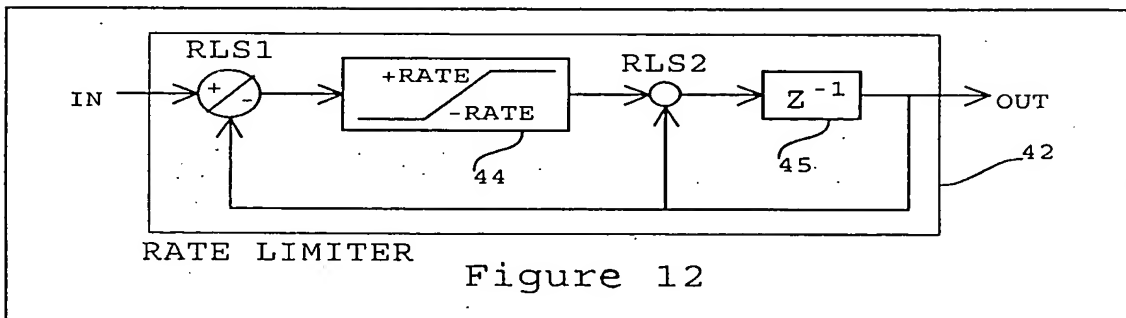 RLS1
+ -
+RATE
-RATE
RLS2
Z⁻¹
IN
OUT
44
45
42
RATE LIMITER
Figure 12